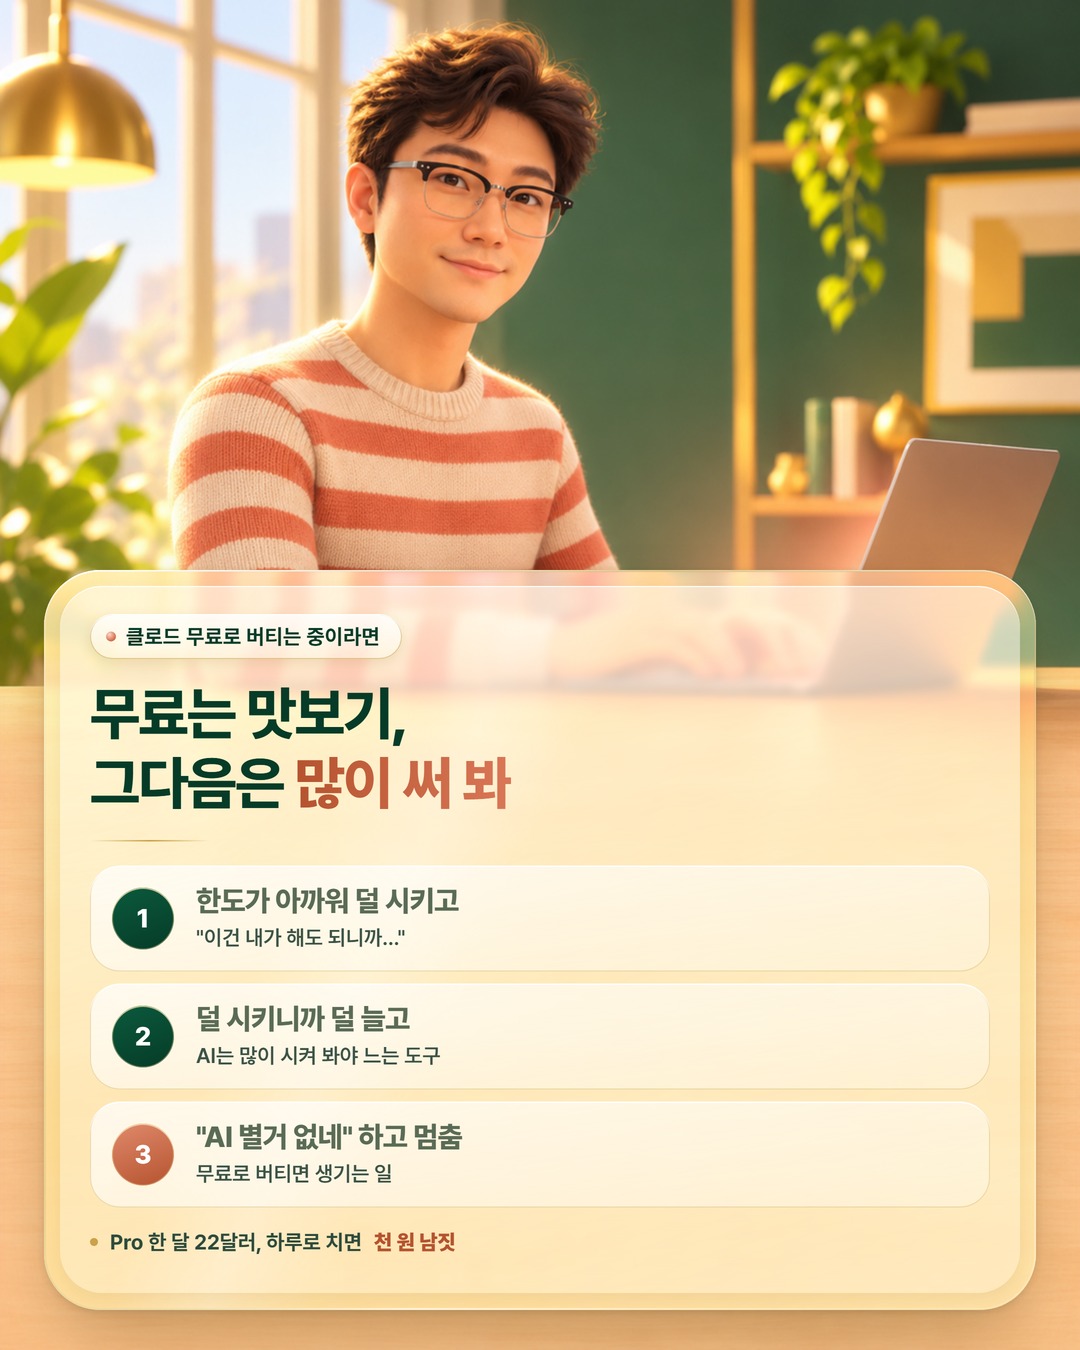 클로드 무료로 버티는 중이라면
무료는 맛보기,
그다음은 많이 써 봐
1
한도가 아까워 덜 시키고
"이건 내가 해도 되니까..."
2
덜 시키니까 덜 늘고
AI는 많이 시켜 봐야 느는 도구
3
"AI 별거 없네" 하고 멈춤
무료로 버티면 생기는 일
Pro 한 달 22달러, 하루로 치면 천 원 남짓